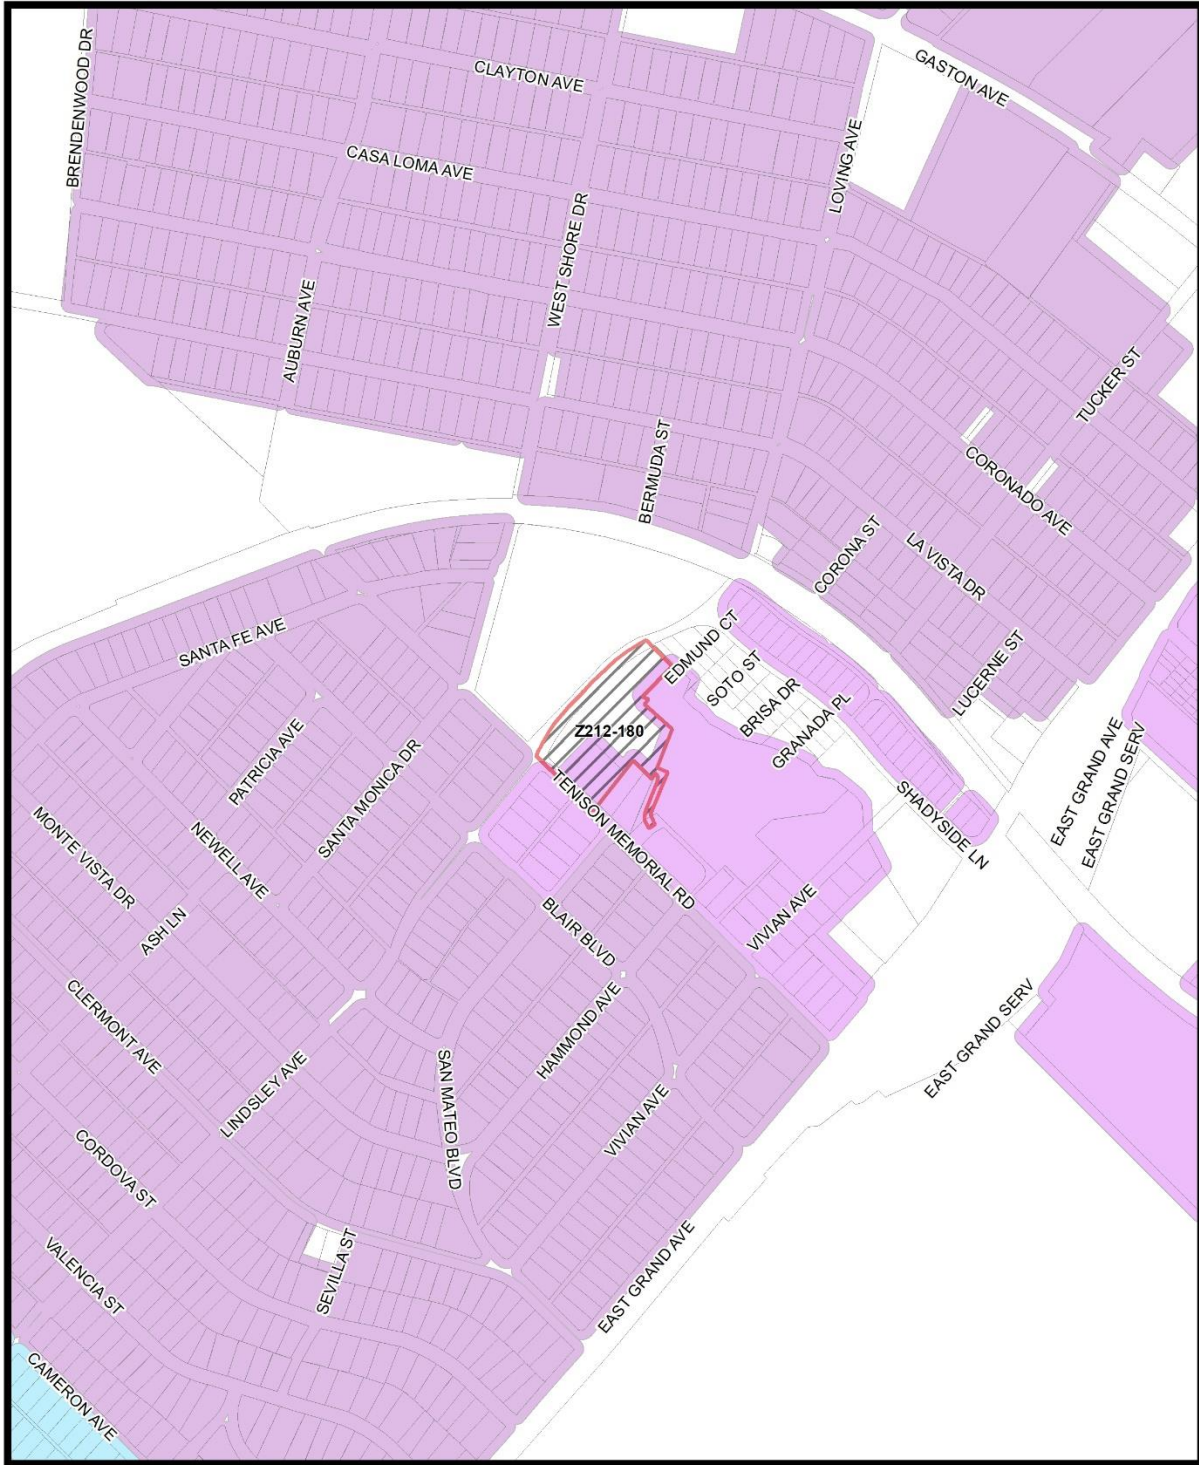 BRENDENWOOD DR
CLAYTON AVE
GASTON AVE
CASA LOMA AVE
LOVING AVE
WEST SHORE DR
AUBURN AVE
TUCKER ST
BERMUDA ST
CORONADO AVE
CORONA ST
LA VISTA DR
SANTA FE AVE
EDMUND CT
SOTO ST
BRISA DR
GRANADA PL
LUCERNE ST
Z212-180
PATRICIA AVE
SANTA MONICA DR
TENISON MEMORIAL RD
SHADYSIDE LN
EAST GRAND AVE
EAST GRAND SERV
MONTE VISTA DR
NEWELL AVE
ASH LN
BLAIR BLVD
VIVIAN AVE
CLERMONT AVE
LINDSLEY AVE
HAMMOND AVE
EAST GRAND SERV
SAN MATEO BLVD
VIVIAN AVE
CORDOVA ST
VALENCIA ST
SEVILLA ST
EAST GRAND AVE
CAMERON AVE